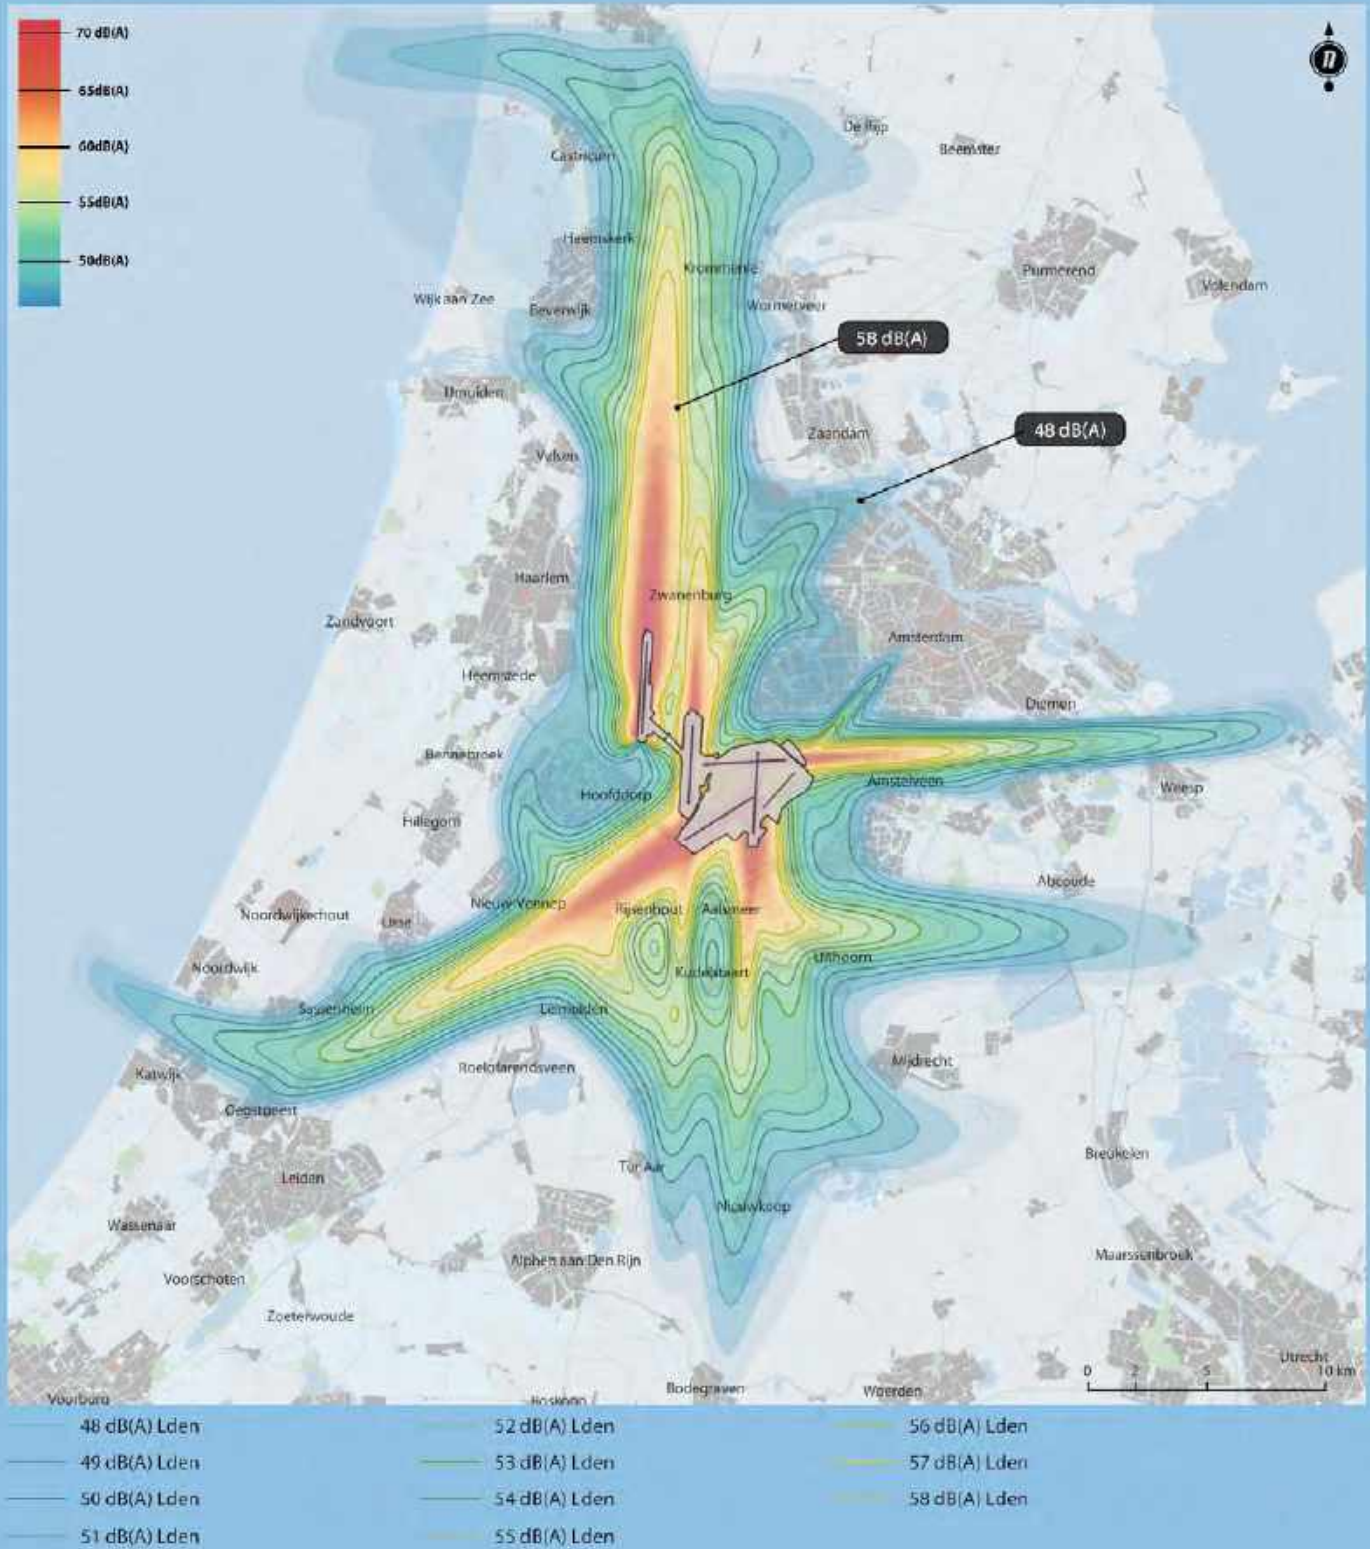 70 dB(A)
65dB(A)
60dB(A)
55dB(A)
50dB(A)
n
De Rijp
Beemster
Castricum
Heemskerk
Krommenie
Purmerend
Volendam
Wijk aan Zee
Beverwijk
Wormerveer
58 dB(A)
IJmuiden
48 dB(A)
Zaandam
Velsen
Haarlem
Zwanenburg
Zandvoort
Amsterdam
Heemstede
Diemen
Bennebroek
Amstelveen
Weesp
Hoofddorp
Hillegom
Abcoude
Nieuw-Vennep
Rijsenhout
Aalsmeer
Noordwijkerhout
Lisse
Uithoorn
Noordwijk
Kudelstaart
Sassenheim
Leimuiden
Mijdrecht
Katwijk
Roelofarendsveen
Oegstgeest
Breukelen
Ter Aar
Leiden
Nieuwkoop
Wassenaar
Maarssenbroek
Alphen aan Den Rijn
Voorschoten
Zoeterwoude
Utrecht
0 2 5 10 km
Bodegraven
Woerden
Voorburg
Boskoop
48 dB(A) Lden
49 dB(A) Lden
50 dB(A) Lden
51 dB(A) Lden
52 dB(A) Lden
53 dB(A) Lden
54 dB(A) Lden
55 dB(A) Lden
56 dB(A) Lden
57 dB(A) Lden
58 dB(A) Lden